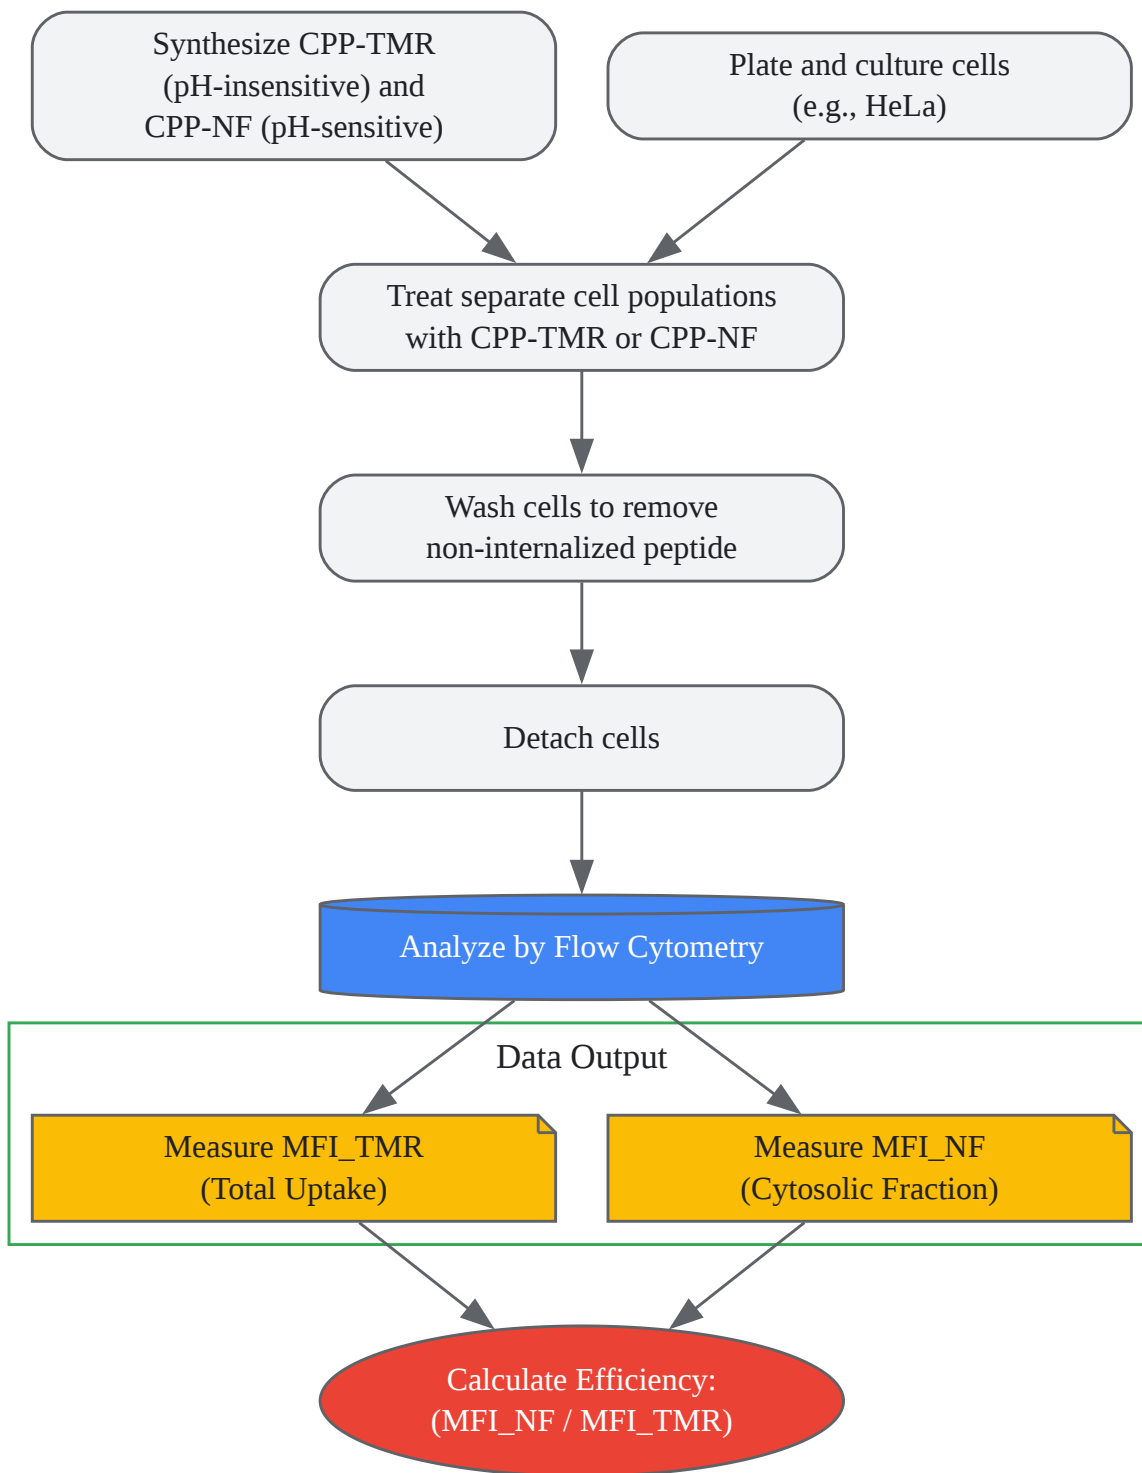 Synthesize CPP-TMR
(pH-insensitive) and
CPP-NF (pH-sensitive)
Plate and culture cells
(e.g., HeLa)
Treat separate cell populations
with CPP-TMR or CPP-NF
Wash cells to remove
non-internalized peptide
Detach cells
Analyze by Flow Cytometry
Data Output
Measure MFI_TMR
(Total Uptake)
Measure MFI_NF
(Cytosolic Fraction)
Calculate Efficiency:
(MFI_NF / MFI_TMR)